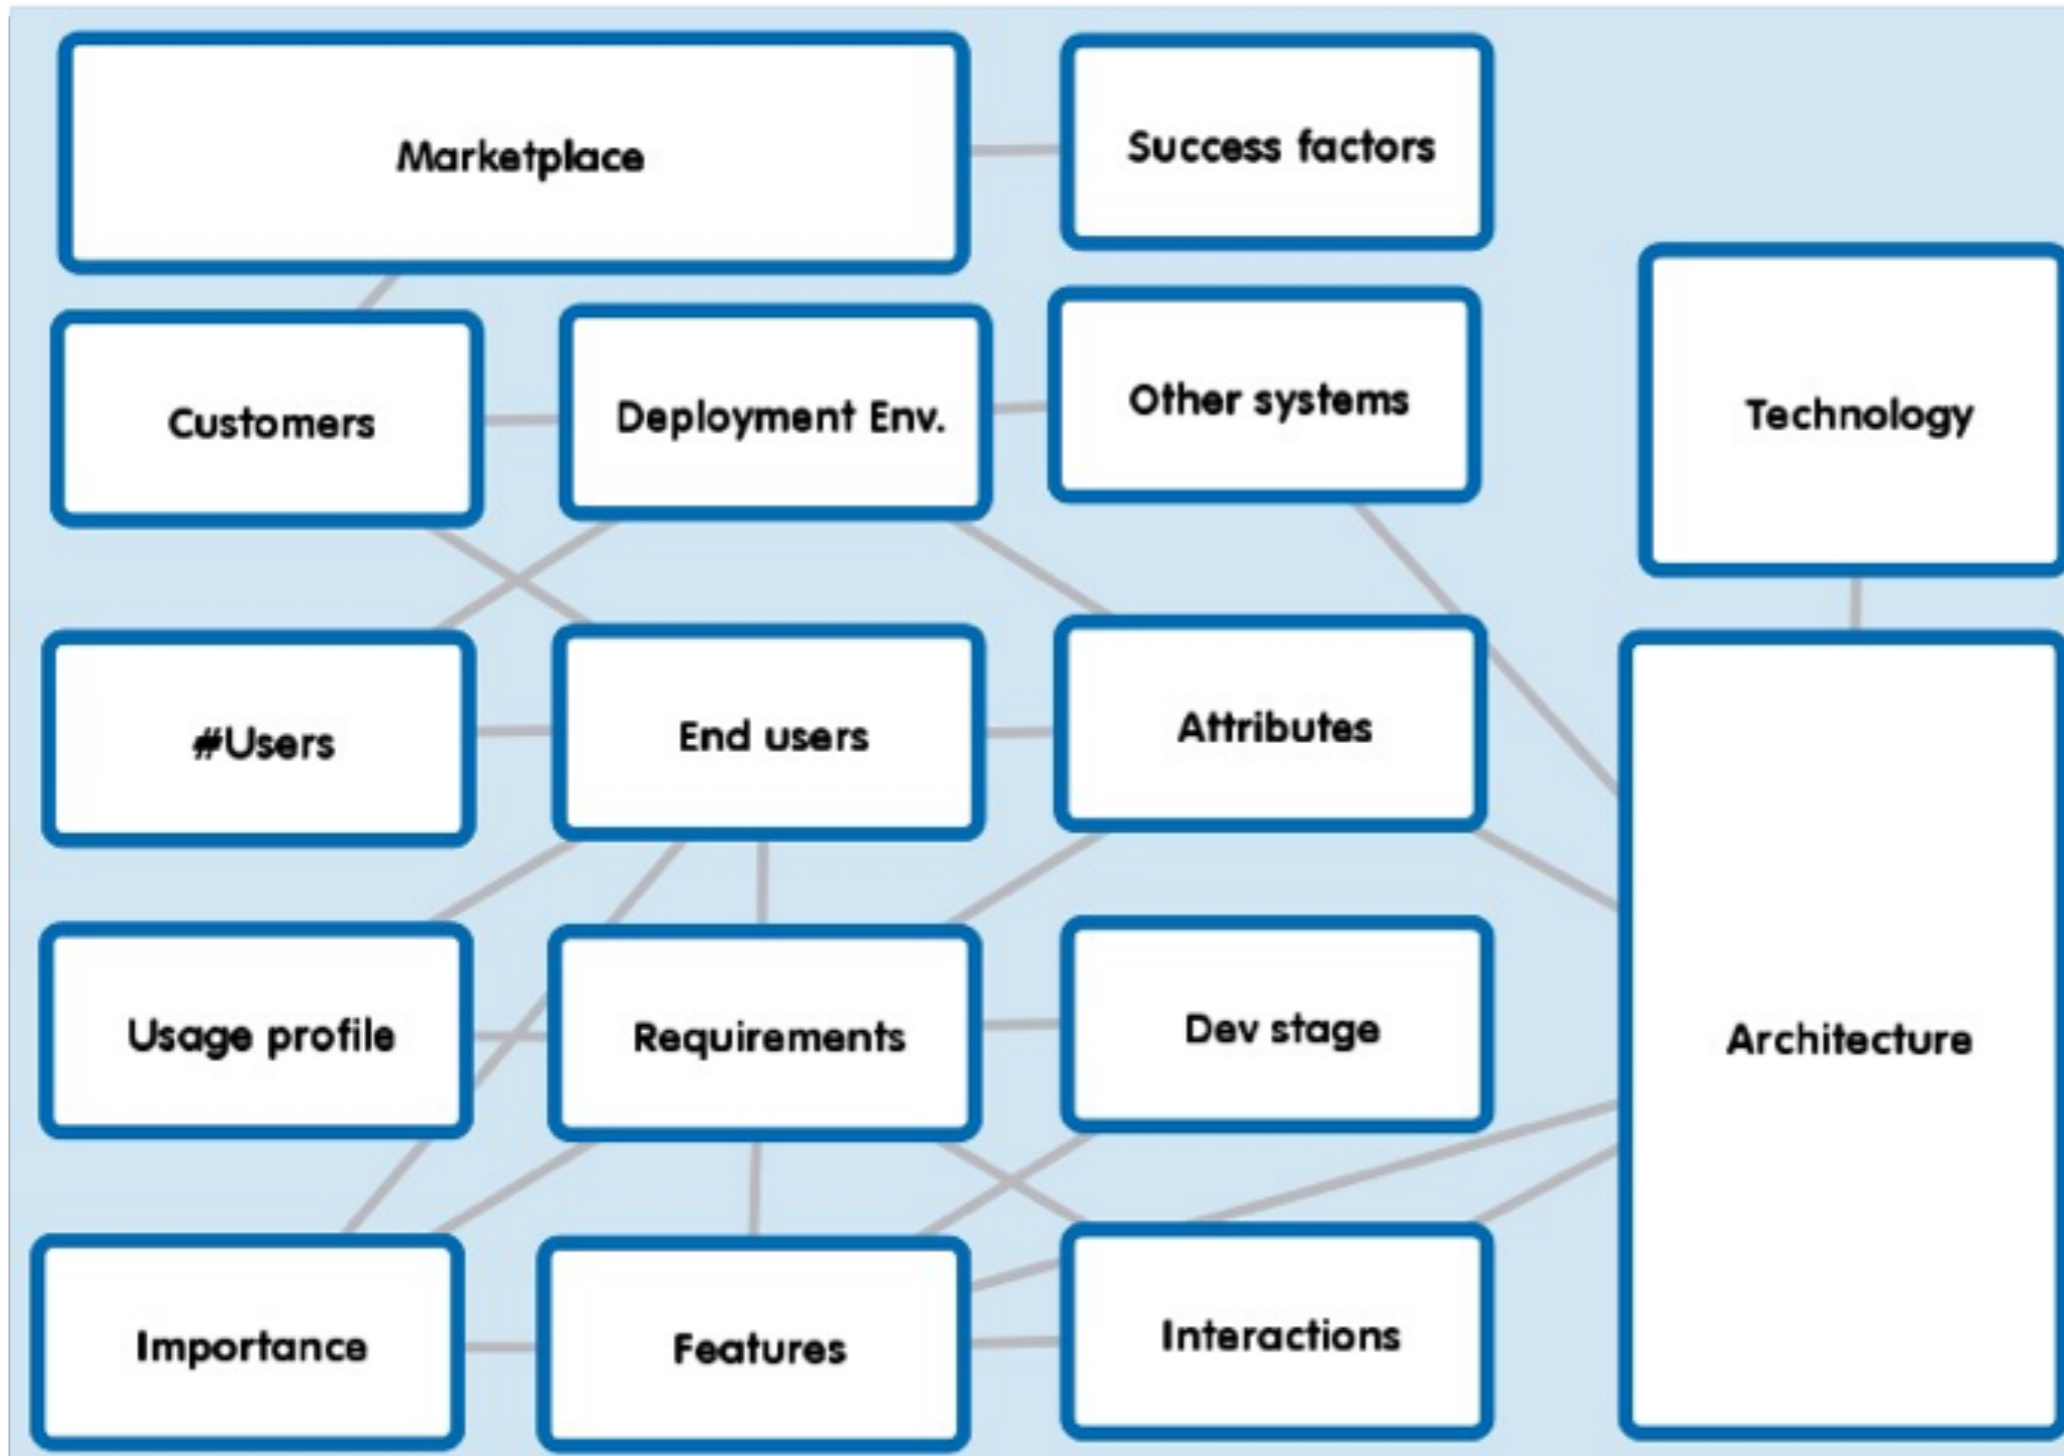 Marketplace
Success factors
Customers
Deployment Env.
Other systems
Technology
#Users
End users
Attributes
Usage profile
Requirements
Dev stage
Architecture
Importance
Features
Interactions